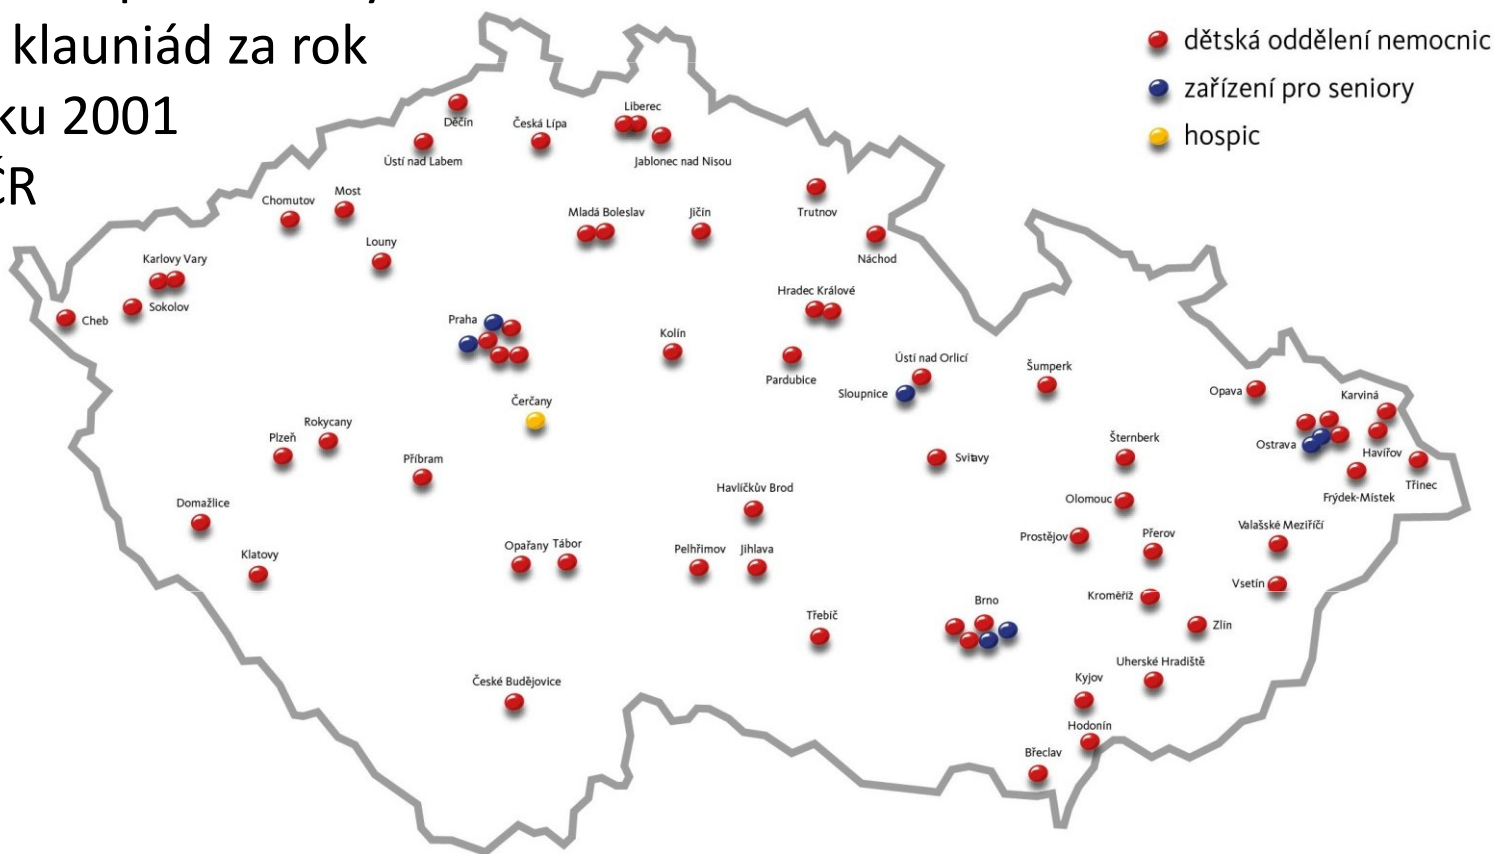 klauniád za rok
ku 2001
ČR
dětská oddělení nemocnic
zařízení pro seniory
hospic
Děčín
Ústí nad Labem
Česká Lípa
Liberec
Jablonec nad Nisou
Chomutov
Most
Louny
Mladá Boleslav
Jičín
Trutnov
Náchod
Karlovy Vary
Sokolov
Cheb
Praha
Kolín
Hradec Králové
Pardubice
Ústí nad Orlicí
Sloupnice
Šumperk
Opava
Karviná
Ostrava
Havířov
Třinec
Frýdek-Místek
Čerčany
Rokycany
Plzeň
Příbram
Svitavy
Šternberk
Olomouc
Prostějov
Přerov
Valašské Meziříčí
Vsetín
Domažlice
Klatovy
Havlíčkův Brod
Opařany
Tábor
Pelhřimov
Jihlava
Třebíč
Brno
Kroměříž
Zlín
Uherské Hradiště
České Budějovice
Kyjov
Hodonín
Břeclav